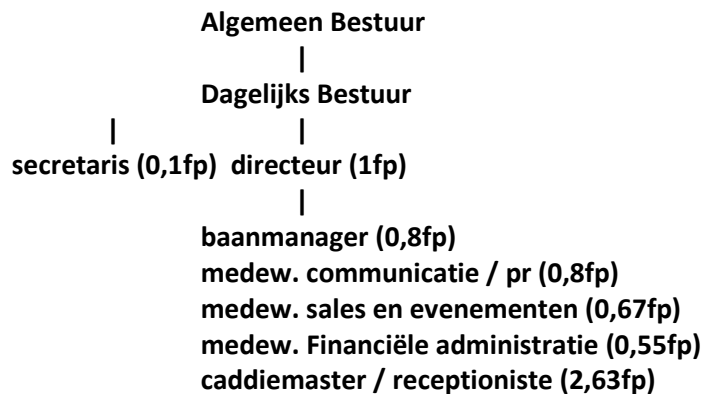 Algemeen Bestuur
|
Dagelijks Bestuur
| |
secretaris (0,1fp) directeur (1fp)
|
baanmanager (0,8fp)
medew. communicatie / pr (0,8fp)
medew. sales en evenementen (0,67fp)
medew. Financiële administratie (0,55fp)
caddiemaster / receptioniste (2,63fp)